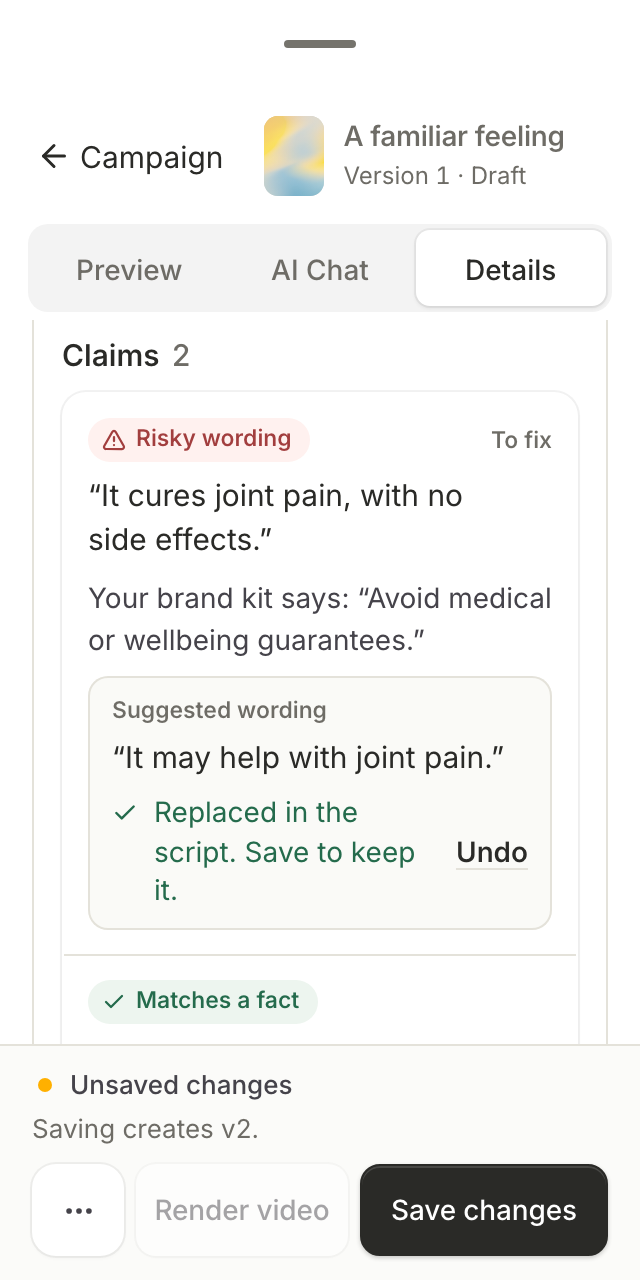 ← Campaign
A familiar feeling
Version 1 · Draft
Preview
AI Chat
Details
Claims 2
Risky wording
To fix
“It cures joint pain, with no
side effects.”
Your brand kit says: “Avoid medical
or wellbeing guarantees.”
Suggested wording
“It may help with joint pain.”
Replaced in the
script. Save to keep
it.
Undo
Matches a fact
Unsaved changes
Saving creates v2.
Render video
Save changes